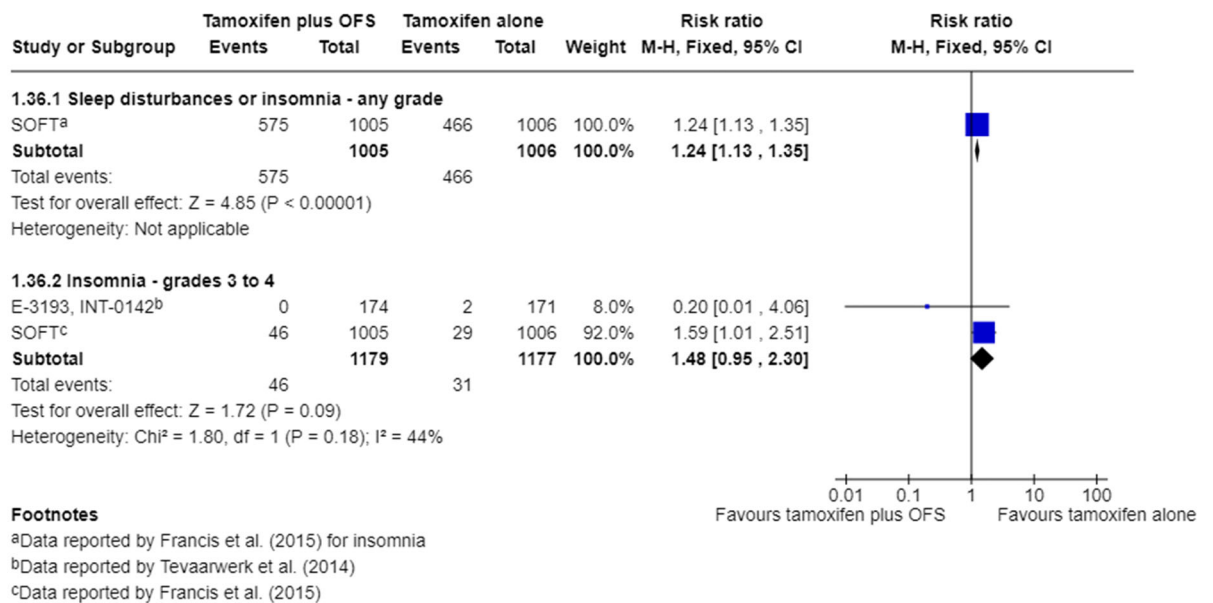 Tamoxifen plus OFS Tamoxifen alone Risk ratio Risk ratio
Study or Subgroup Events Total Events Total Weight M-H, Fixed, 95% CI M-H, Fixed, 95% CI
1.36.1 Sleep disturbances or insomnia - any grade
SOFTa 575 1005 466 1006 100.0% 1.24 [1.13 , 1.35]
Subtotal 1005 1006 100.0% 1.24 [1.13 , 1.35]
Total events: 575 466
Test for overall effect: Z = 4.85 (P < 0.00001)
Heterogeneity: Not applicable
1.36.2 Insomnia - grades 3 to 4
E-3193, INT-0142b 0 174 2 171 8.0% 0.20 [0.01 , 4.06]
SOFTc 46 1005 29 1006 92.0% 1.59 [1.01 , 2.51]
Subtotal 1179 1177 100.0% 1.48 [0.95 , 2.30]
Total events: 46 31
Test for overall effect: Z = 1.72 (P = 0.09)
Heterogeneity: Chi² = 1.80, df = 1 (P = 0.18); I² = 44%
0.01 0.1 1 10 100
Favours tamoxifen plus OFS Favours tamoxifen alone
Footnotes
aData reported by Francis et al. (2015) for insomnia
bData reported by Tevaarwerk et al. (2014)
cData reported by Francis et al. (2015)